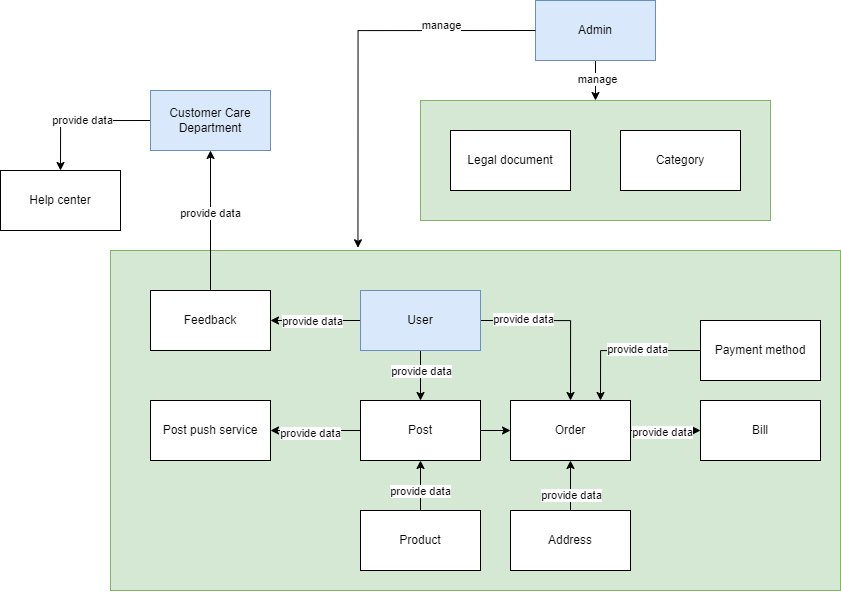 manage
Admin
manage
Customer Care
Department
provide data
Legal document
Category
Help center
provide data
Feedback
provide data
User
provide data
Payment method
provide data
provide data
Post push service
provide data
Post
Order
provide data
Bill
provide data
provide data
Product
Address